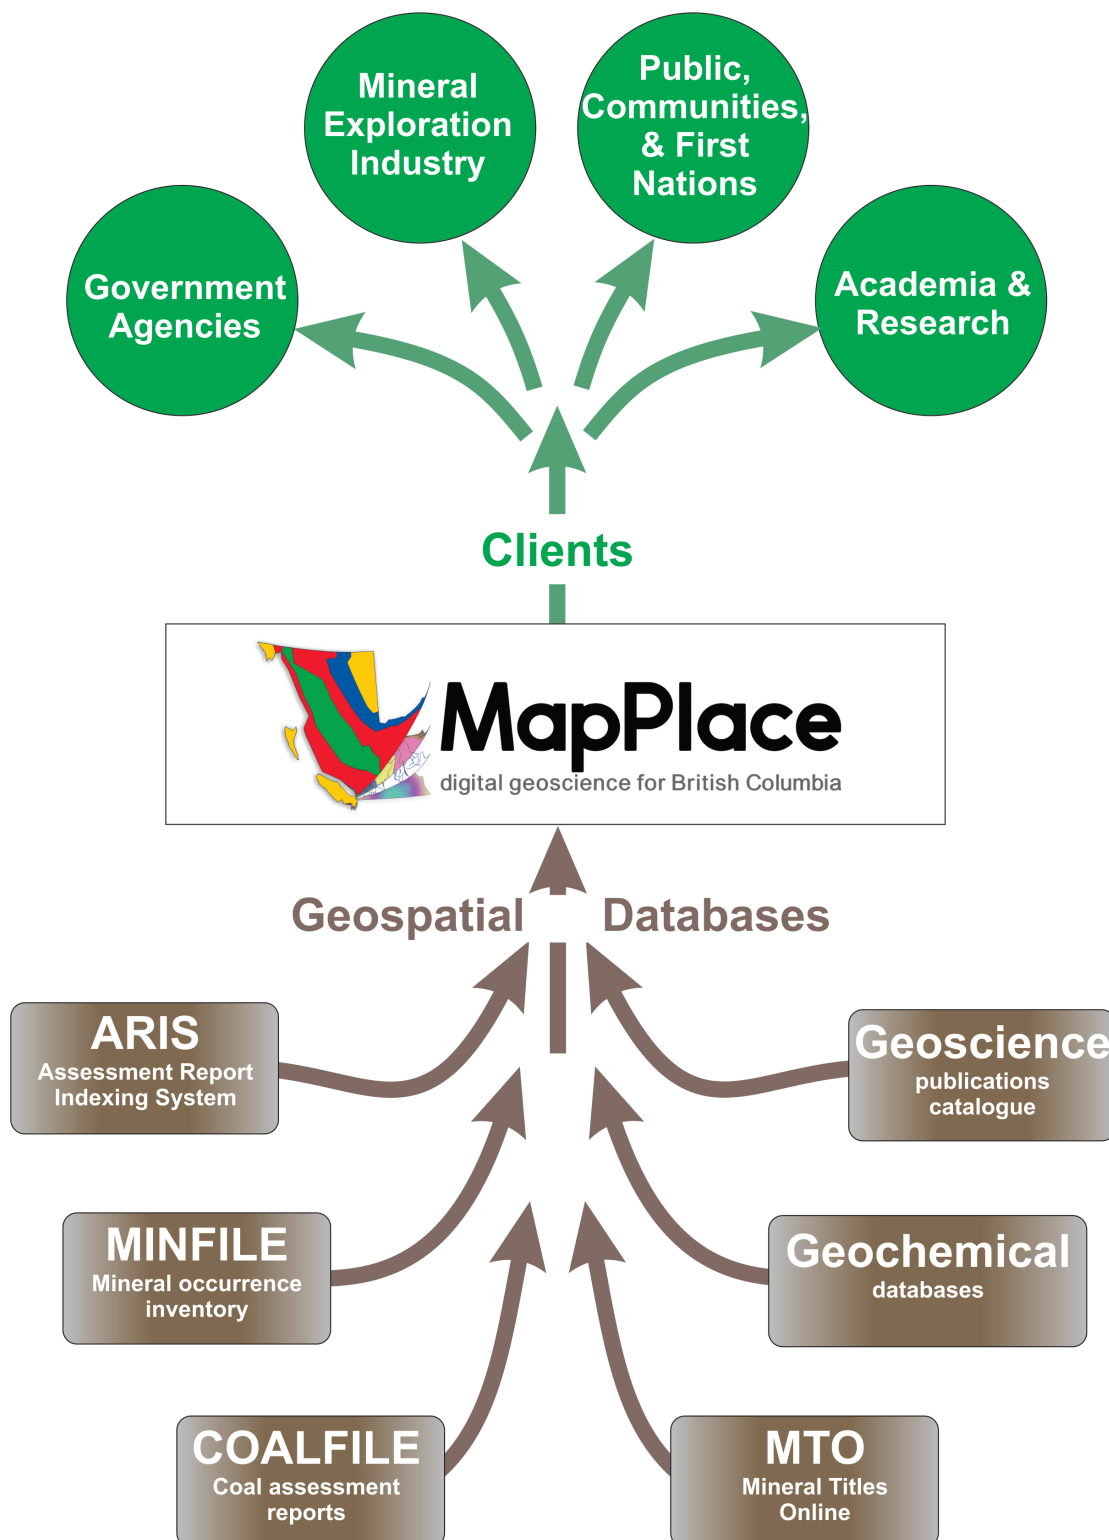 Mineral
Exploration
Industry
Public,
Communities,
& First
Nations
Government
Agencies
Academia &
Research
Clients
MapPlace
digital geoscience for British Columbia
Geospatial Databases
ARIS
Assessment Report
Indexing System
Geoscience
publications
catalogue
MINFILE
Mineral occurrence
inventory
Geochemical
databases
COALFILE
Coal assessment
reports
MTO
Mineral Titles
Online